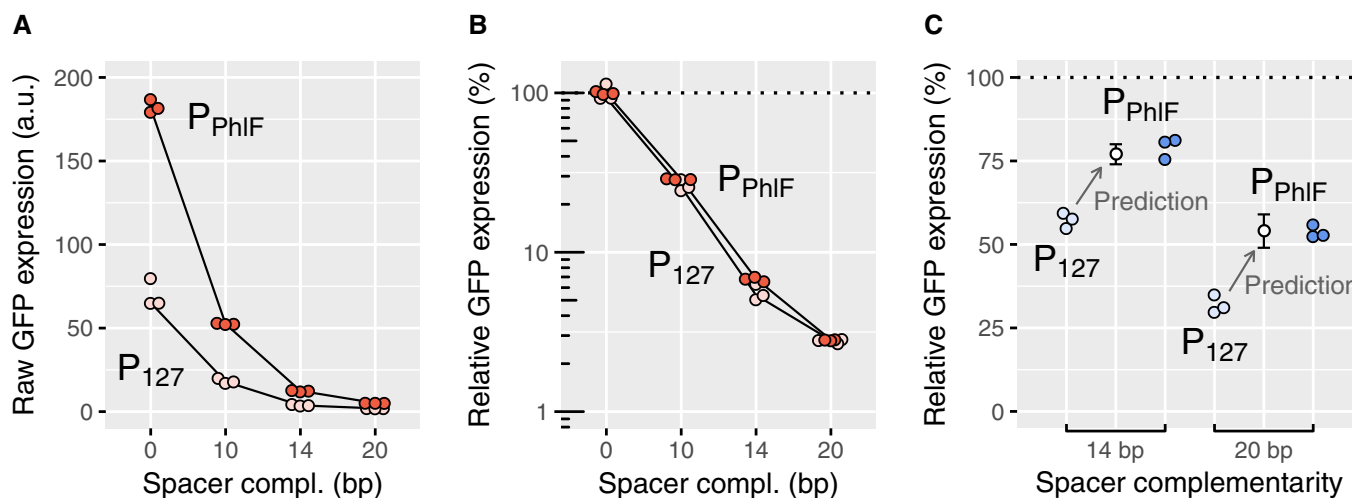 A
Raw GFP expression (a.u.)
200
150
100
50
0
P_PhlF
P_127
0 10 14 20
Spacer compl. (bp)
B
Relative GFP expression (%)
100
10
1
P_PhlF
P_127
0 10 14 20
Spacer compl. (bp)
C
Relative GFP expression (%)
100
75
50
25
0
P_PhlF
Prediction
P_127
P_PhlF
Prediction
P_127
14 bp 20 bp
Spacer complementarity